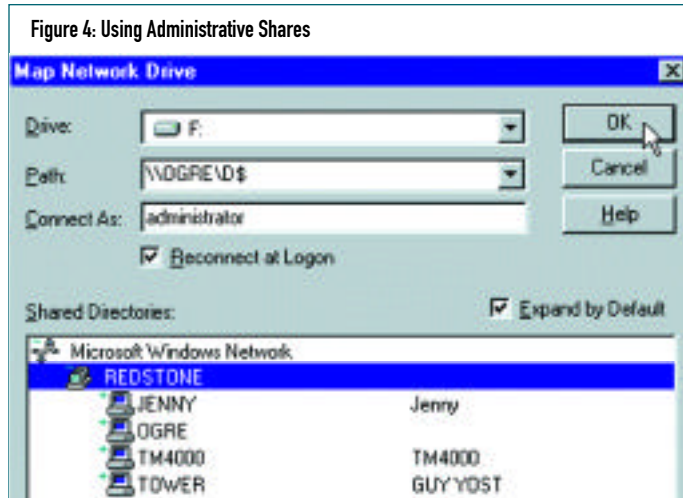 Figure 4: Using Administrative Shares
Map Network Drive
Drive: F: OK
Path: \\OGRE\D$ Cancel
Connect As: administrator Help
Reconnect at Logon
Shared Directories: Expand by Default
Microsoft Windows Network
REDSTONE
JENNY Jenny
OGRE
TM4000 TM4000
TOWER GUY YOST